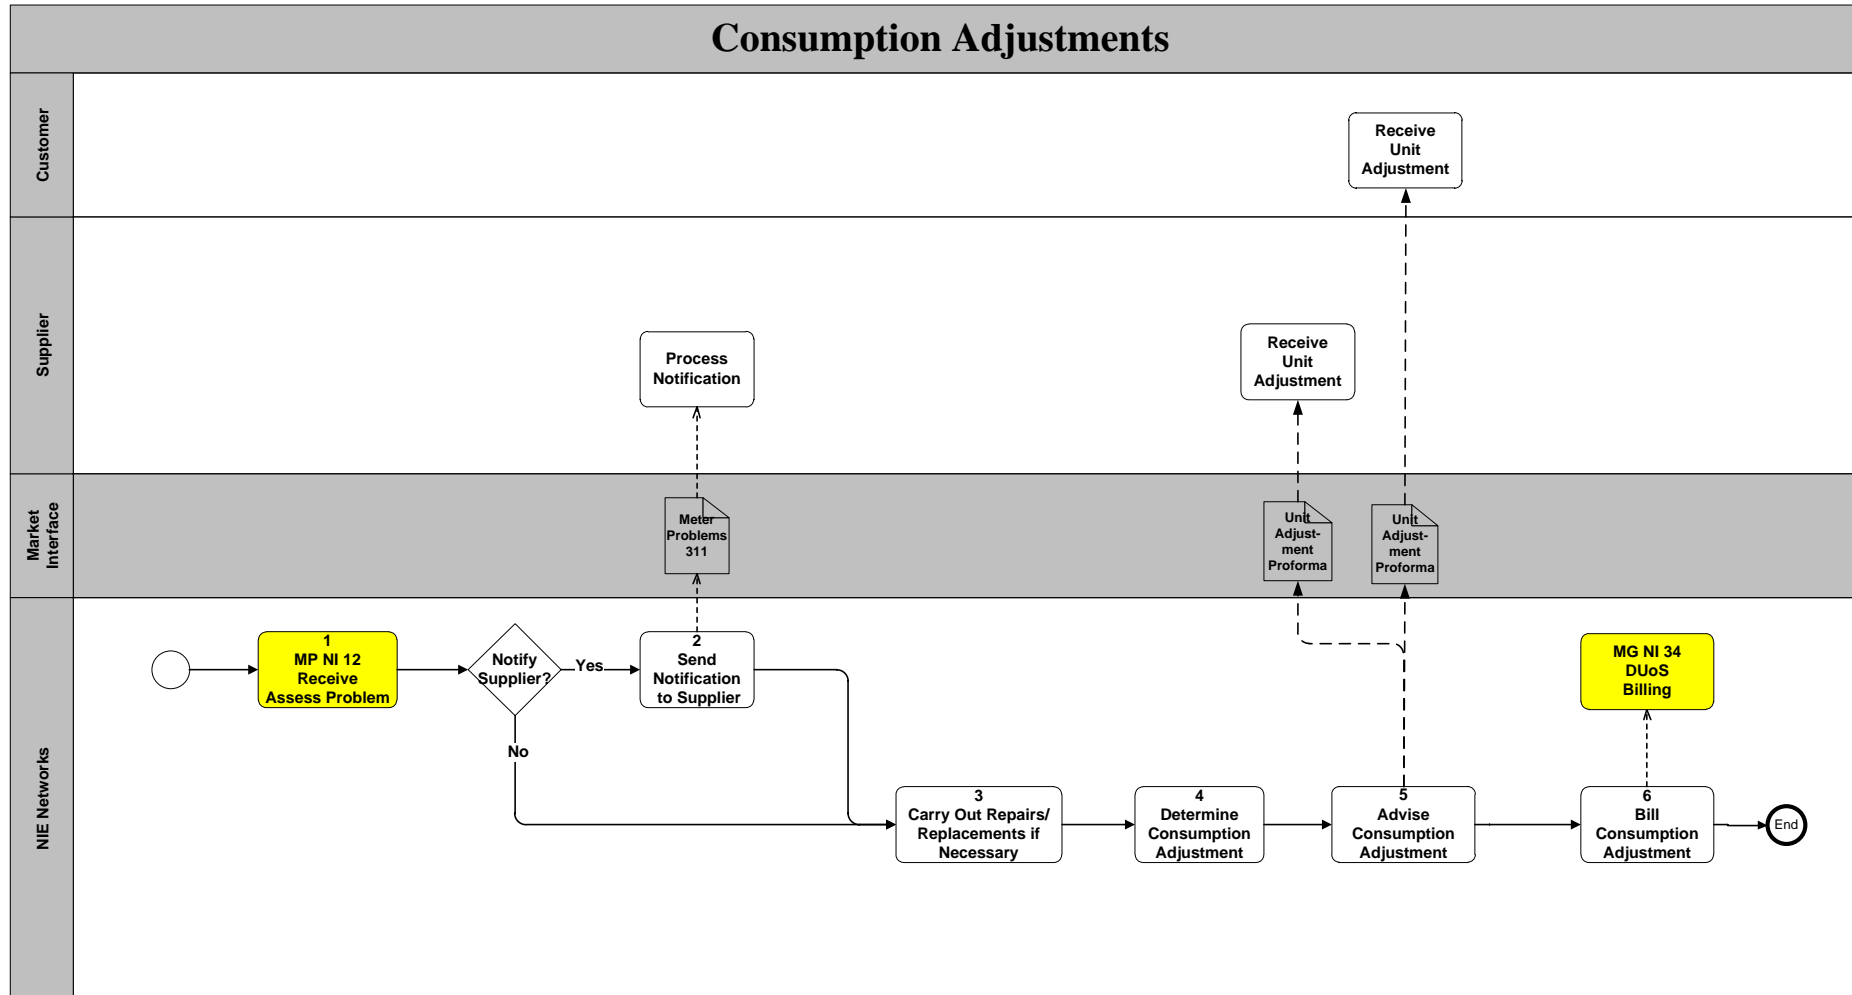 Consumption Adjustments
Customer
Receive
Unit
Adjustment
Supplier
Process
Notification
Receive
Unit
Adjustment
Market
Interface
Meter
Problems
311
Unit
Adjust-
ment
Proforma
Unit
Adjust-
ment
Proforma
NIE Networks
1
MP NI 12
Receive
Assess Problem
Notify
Supplier?
Yes
No
2
Send
Notification
to Supplier
3
Carry Out Repairs/
Replacements if
Necessary
4
Determine
Consumption
Adjustment
5
Advise
Consumption
Adjustment
MG NI 34
DUoS
Billing
6
Bill
Consumption
Adjustment
End